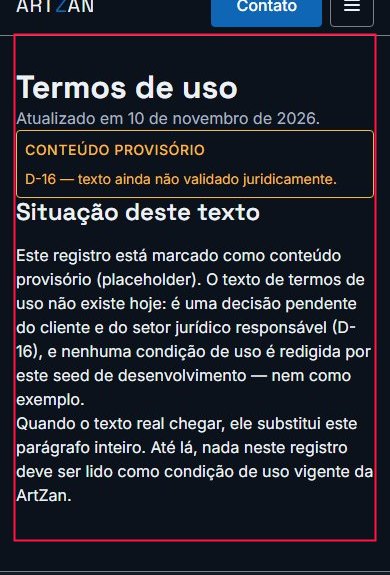 ARTZAN
Contato
Termos de uso
Atualizado em 10 de novembro de 2026.
CONTEÚDO PROVISÓRIO
D-16 — texto ainda não validado juridicamente.
Situação deste texto
Este registro está marcado como conteúdo
provisório (placeholder). O texto de termos de
uso não existe hoje: é uma decisão pendente
do cliente e do setor jurídico responsável (D-
16), e nenhuma condição de uso é redigida por
este seed de desenvolvimento — nem como
exemplo.
Quando o texto real chegar, ele substitui este
parágrafo inteiro. Até lá, nada neste registro
deve ser lido como condição de uso vigente da
ArtZan.